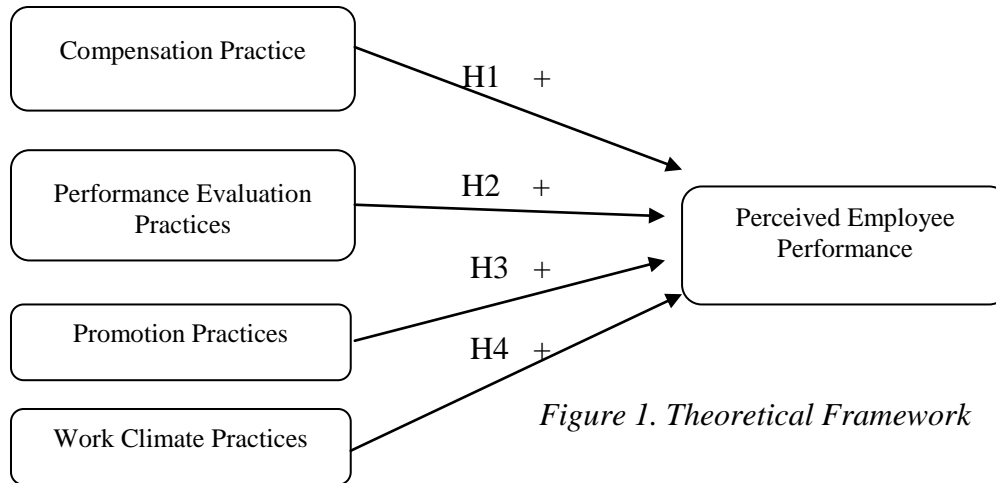 Compensation Practice
H1 +
Performance Evaluation
Practices
H2 +
Perceived Employee
Performance
H3 +
Promotion Practices
H4 +
Work Climate Practices
Figure 1. Theoretical Framework